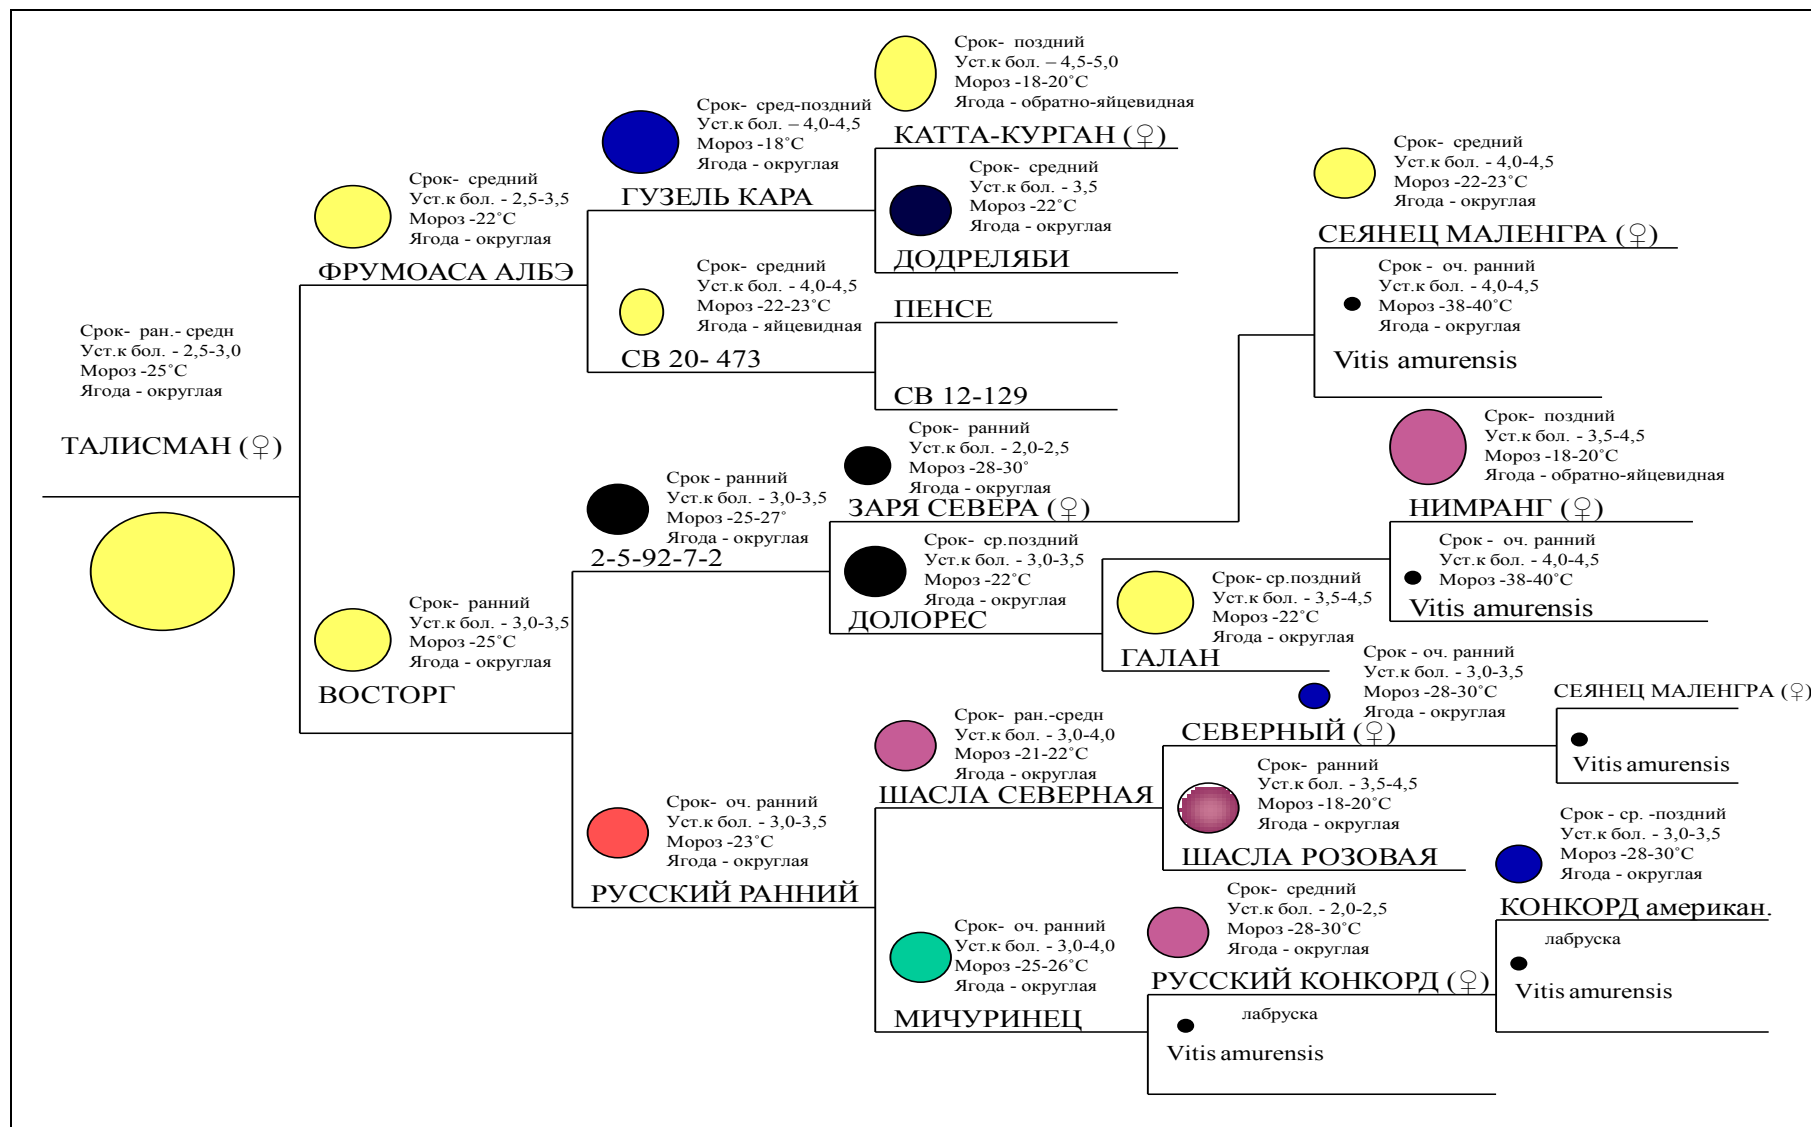 Срок- поздний
Уст.к бол. – 4,5-5,0
Мороз -18-20˚С
Ягода - обратно-яйцевидная
КАТТА-КУРГАН (♀)
Срок- сред-поздний
Уст.к бол. – 4,0-4,5
Мороз -18˚С
Ягода - округлая
ГУЗЕЛЬ КАРА
Срок- средний
Уст.к бол. - 3,5
Мороз -22˚С
Ягода - округлая
ДОДРЕЛЯБИ
Срок- средний
Уст.к бол. - 4,0-4,5
Мороз -22-23˚С
Ягода - округлая
СЕЯНЕЦ МАЛЕНГРА (♀)
Срок- средний
Уст.к бол. - 2,5-3,5
Мороз -22˚С
Ягода - округлая
ФРУМОАСА АЛБЭ
Срок- средний
Уст.к бол. - 4,0-4,5
Мороз -22-23˚С
Ягода - яйцевидная
СВ 20- 473
ПЕНСЕ
СВ 12-129
Срок - оч. ранний
Уст.к бол. - 4,0-4,5
Мороз -38-40˚С
Ягода - округлая
Vitis amurensis
Срок- ран.- средн
Уст.к бол. - 2,5-3,0
Мороз -25˚С
Ягода - округлая
ТАЛИСМАН (♀)
Срок- ранний
Уст.к бол. - 2,0-2,5
Мороз -28-30˚
Ягода - округлая
ЗАРЯ СЕВЕРА (♀)
Срок- поздний
Уст.к бол. - 3,5-4,5
Мороз -18-20˚С
Ягода - обратно-яйцевидная
НИМРАНГ (♀)
Срок - ранний
Уст.к бол. - 3,0-3,5
Мороз -25-27˚
Ягода - округлая
2-5-92-7-2
Срок- ср.поздний
Уст.к бол. - 3,0-3,5
Мороз -22˚С
Ягода - округлая
ДОЛОРЕС
Срок - оч. ранний
Уст.к бол. - 4,0-4,5
Мороз -38-40˚С
Vitis amurensis
Срок- ср.поздний
Уст.к бол. - 3,5-4,5
Мороз -22˚С
Ягода - округлая
ГАЛАН
Срок- ранний
Уст.к бол. - 3,0-3,5
Мороз -25˚С
Ягода - округлая
ВОСТОРГ
Срок - оч. ранний
Уст.к бол. - 3,0-3,5
Мороз -28-30˚С
Ягода - округлая
СЕВЕРНЫЙ (♀)
СЕЯНЕЦ МАЛЕНГРА (♀)
Vitis amurensis
Срок- ран.-средн
Уст.к бол. - 3,0-4,0
Мороз -21-22˚С
Ягода - округлая
ШАСЛА СЕВЕРНАЯ
Срок- ранний
Уст.к бол. - 3,5-4,5
Мороз -18-20˚С
Ягода - округлая
ШАСЛА РОЗОВАЯ
Срок- оч. ранний
Уст.к бол. - 3,0-3,5
Мороз -23˚С
Ягода - округлая
РУССКИЙ РАННИЙ
Срок - ср. -поздний
Уст.к бол. - 3,0-3,5
Мороз -28-30˚С
Ягода - округлая
КОНКОРД американ.
лабруска
Vitis amurensis
Срок- средний
Уст.к бол. - 2,0-2,5
Мороз -28-30˚С
Ягода - округлая
РУССКИЙ КОНКОРД (♀)
Срок- оч. ранний
Уст.к бол. - 3,0-4,0
Мороз -25-26˚С
Ягода - округлая
МИЧУРИНЕЦ
лабруска
Vitis amurensis